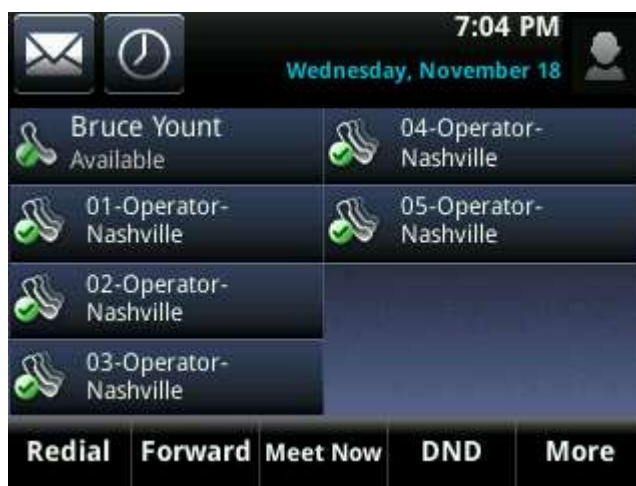 7:04 PM
Wednesday, November 18
Bruce Yount
Available
04-Operator-
Nashville
01-Operator-
Nashville
05-Operator-
Nashville
02-Operator-
Nashville
03-Operator-
Nashville
Redial
Forward
Meet Now
DND
More